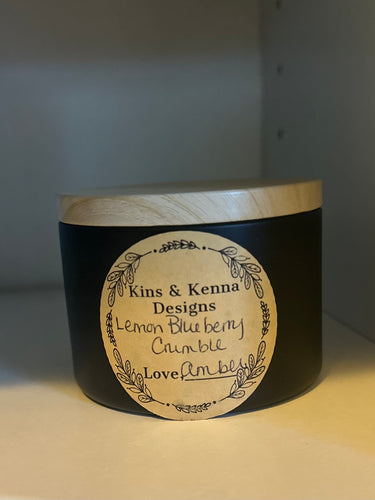 Kins & Kenna
Designs
Lemon Blueberry
Crumble
Love, Amber